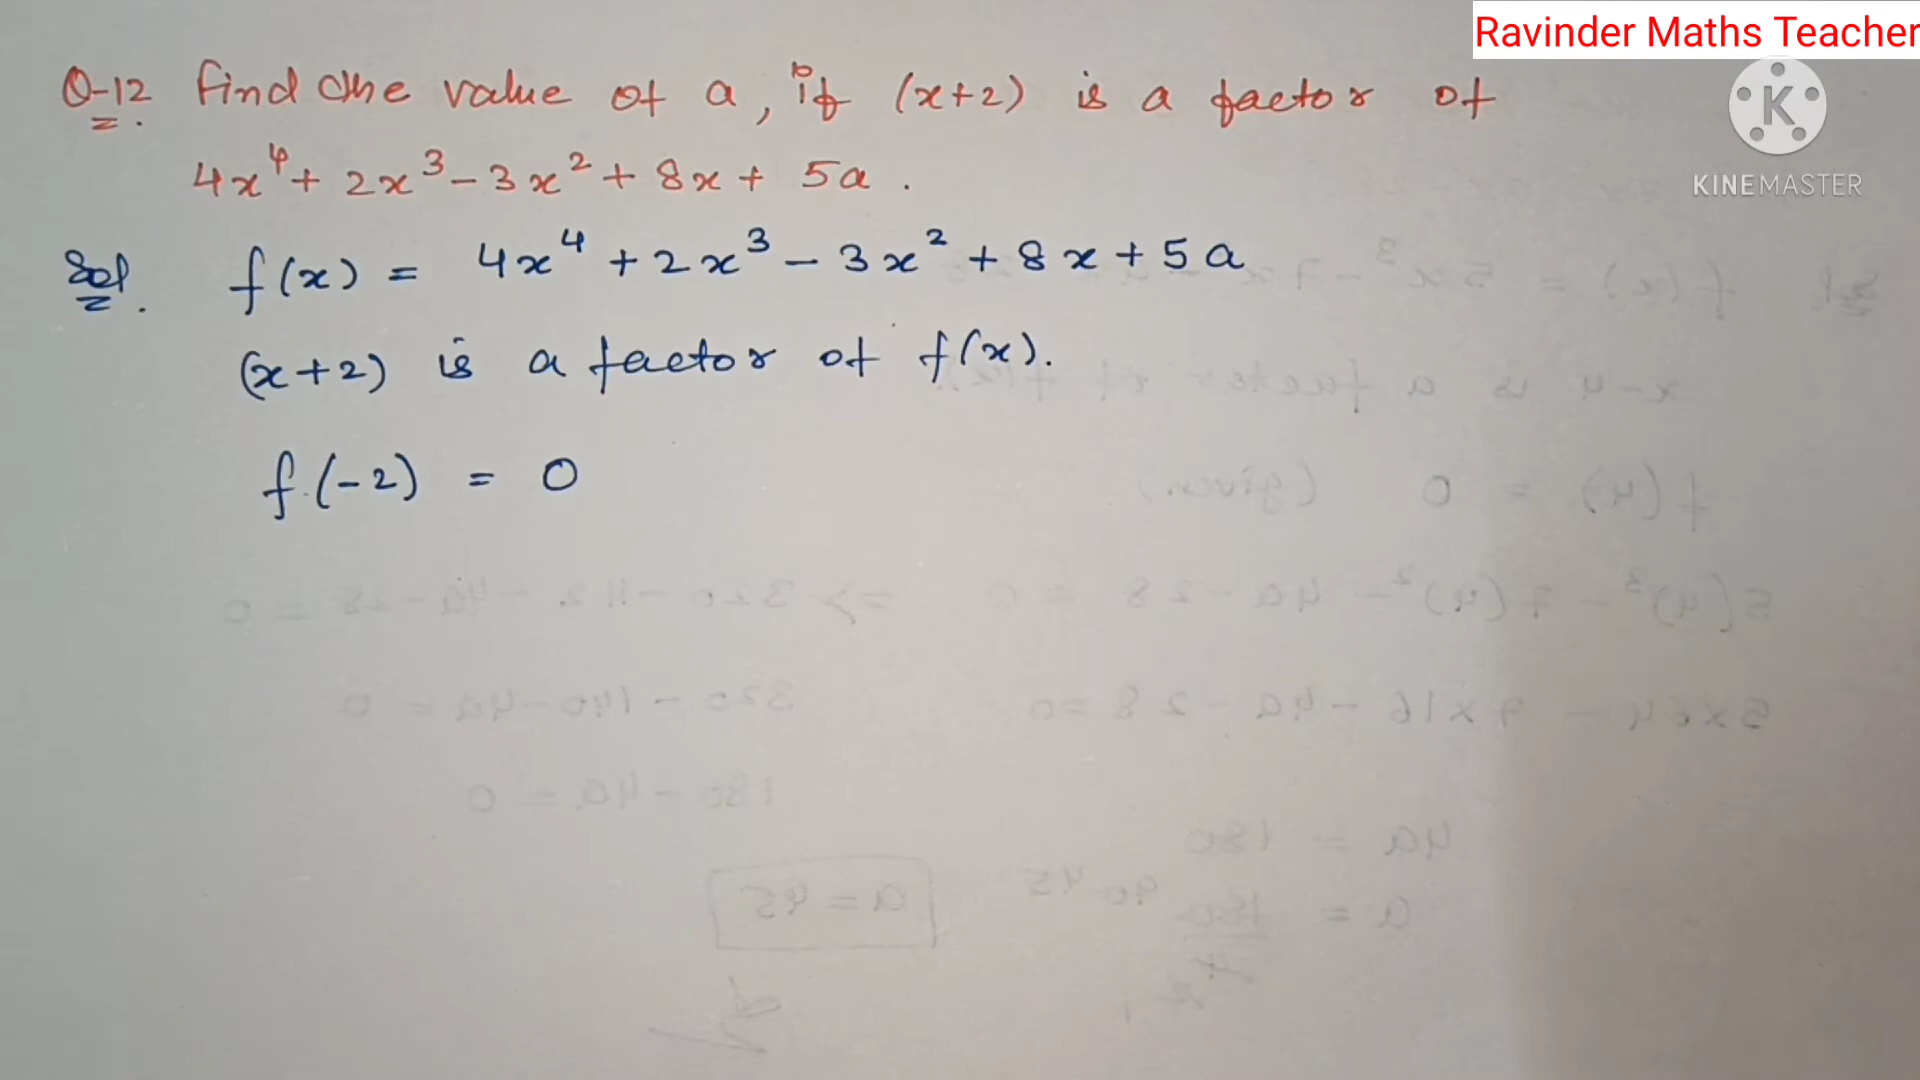 Ravinder Maths Teacher
Q-12 Find the value of a, if (x+2) is a factor of
KINEMASTER
4x⁴ + 2x³ - 3x² + 8x + 5a .
Sol. f(x) = 4x⁴ + 2x³ - 3x² + 8x + 5a
(x+2) is a factor of f(x).
f(-2) = 0